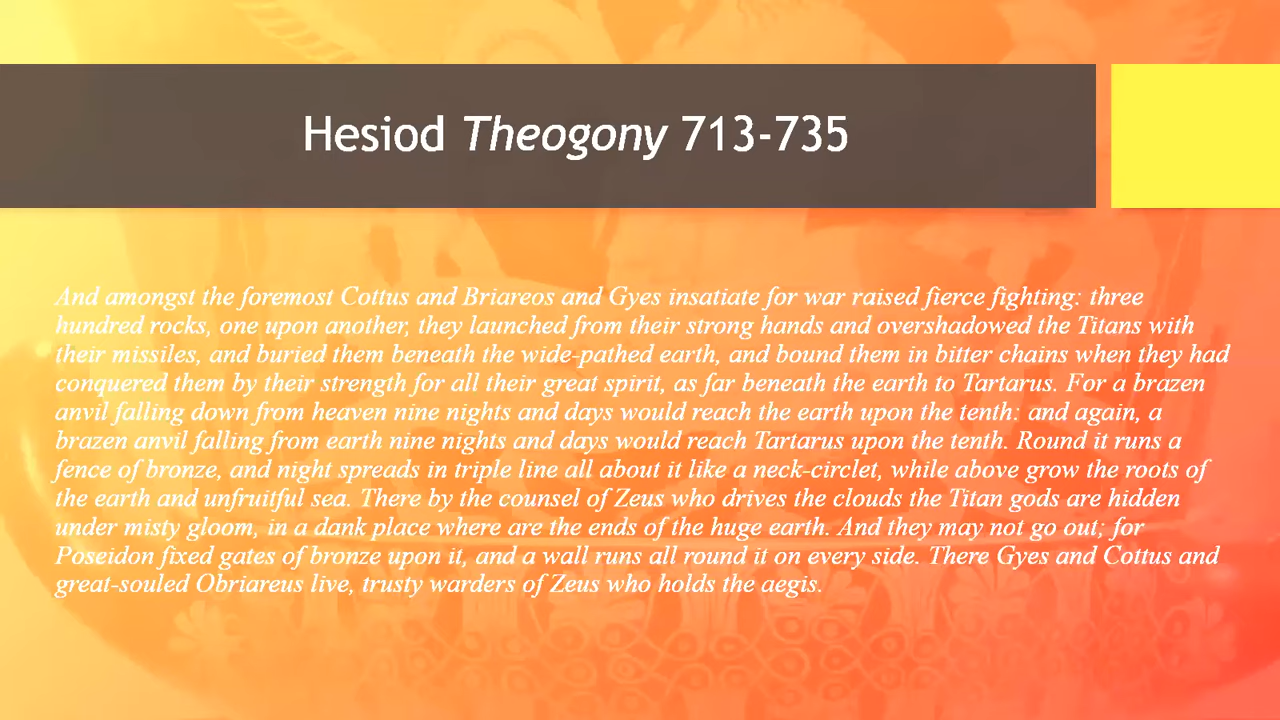 Hesiod Theogony 713-735
And amongst the foremost Cottus and Briareos and Gyes insatiate for war raised fierce fighting: three
hundred rocks, one upon another, they launched from their strong hands and overshadowed the Titans with
their missiles, and buried them beneath the wide-pathed earth, and bound them in bitter chains when they had
conquered them by their strength for all their great spirit, as far beneath the earth to Tartarus. For a brazen
anvil falling down from heaven nine nights and days would reach the earth upon the tenth: and again, a
brazen anvil falling from earth nine nights and days would reach Tartarus upon the tenth. Round it runs a
fence of bronze, and night spreads in triple line all about it like a neck-circlet, while above grow the roots of
the earth and unfruitful sea. There by the counsel of Zeus who drives the clouds the Titan gods are hidden
under misty gloom, in a dank place where are the ends of the huge earth. And they may not go out; for
Poseidon fixed gates of bronze upon it, and a wall runs all round it on every side. There Gyes and Cottus and
great-souled Obriareus live, trusty warders of Zeus who holds the aegis.